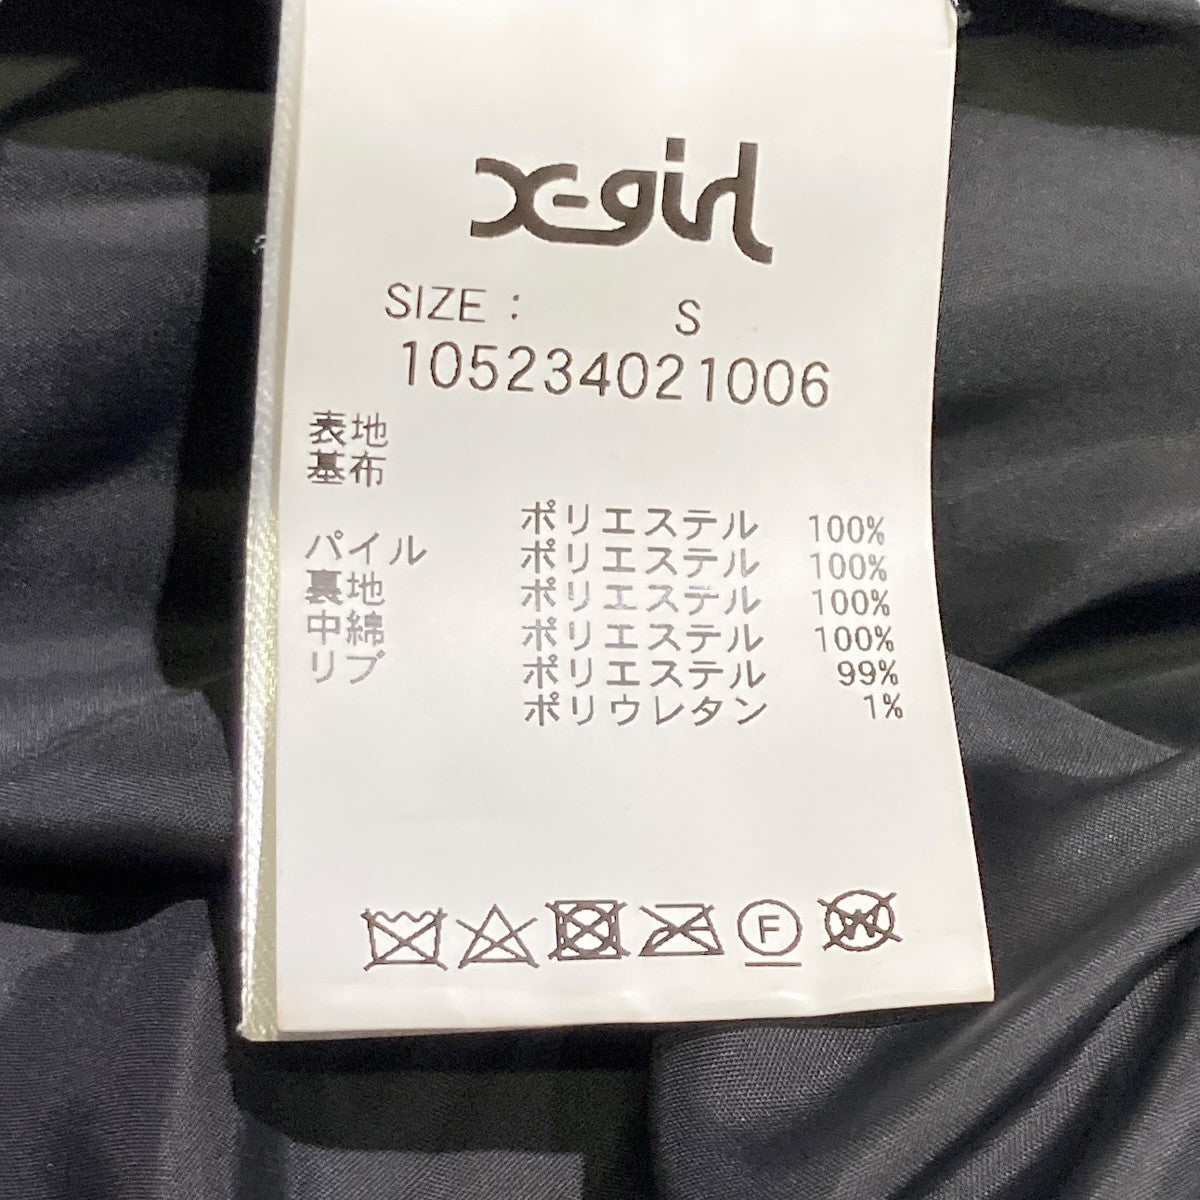 X-girl
SIZE : S
105234021006
表地
基布
ポリエステル 100%
パイル ポリエステル 100%
裏地 ポリエステル 100%
中綿 ポリエステル 100%
リブ ポリエステル 99%
ポリウレタン 1%
F W